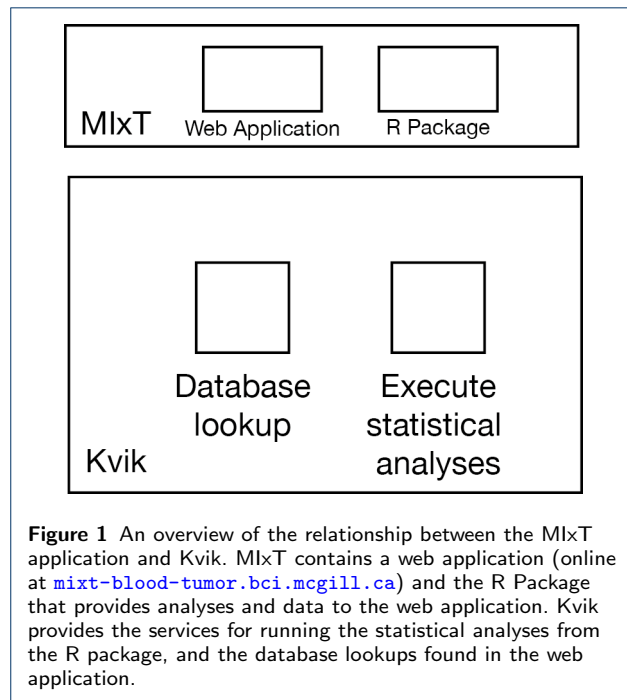 MIxT
Web Application
R Package
Database
lookup
Execute
statistical
analyses
Kvik
Figure 1 An overview of the relationship between the MIxT
application and Kvik. MIxT contains a web application (online
at mixt-blood-tumor.bci.mcgill.ca) and the R Package
that provides analyses and data to the web application. Kvik
provides the services for running the statistical analyses from
the R package, and the database lookups found in the web
application.